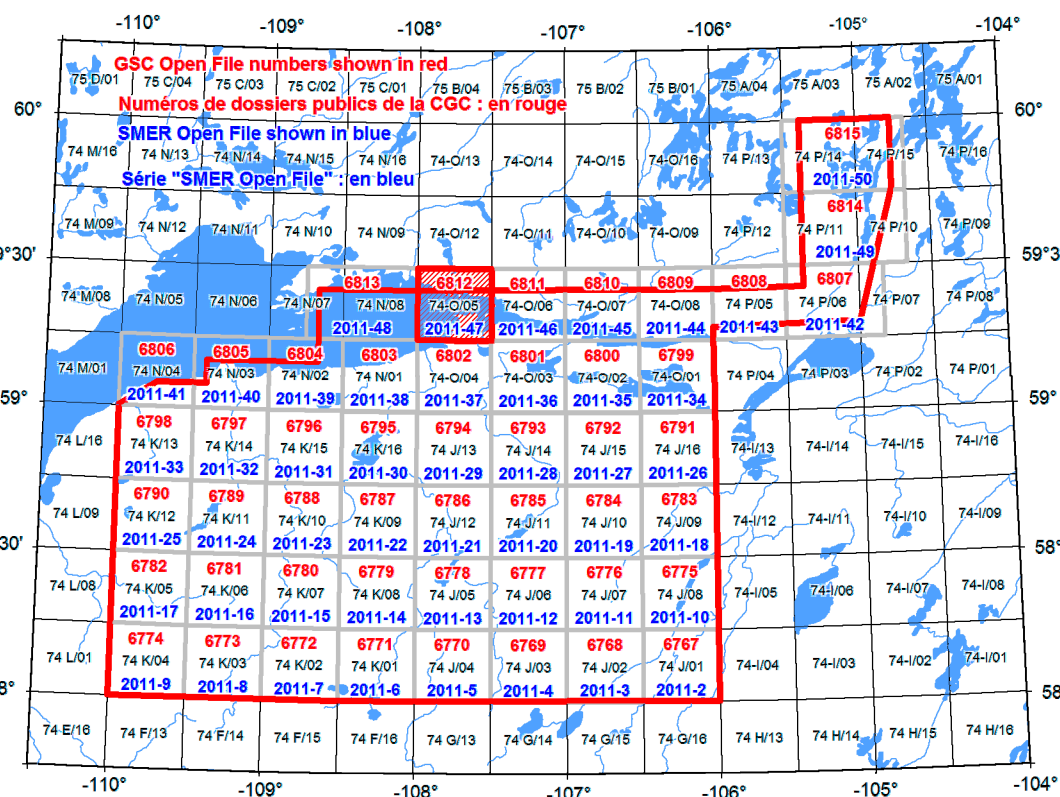 -110° -109° -108° -107° -106° -105° -104°
GSC Open File numbers shown in red
75 D/01 75 C/04 75 C/03 75 C/02 75 C/01 75 B/04 75 B/03 75 B/02 75 B/01 75 A/04 75 A/03 75 A/02 75 A/01
Numéros de dossiers publics de la CGC : en rouge
60° 60°
SMER Open File shown in blue
6815
74 M/16 74 N/13 74 N/14 74 N/15 74 N/16 74-O/13 74-O/14 74-O/15 74-O/16 74 P/13 74 P/14 74 P/15 74 P/16
Série "SMER Open File" : en bleu
2011-50
6814
74 M/09 74 N/12 74 N/11 74 N/10 74 N/09 74-O/12 74-O/11 74-O/10 74-O/09 74 P/12 74 P/11 74 P/10 74 P/09
2011-49
59°30' 59°3
6813 6812 6811 6810 6809 6808 6807
74 M/08 74 N/05 74 N/06 74 N/07 74 N/08 74-O/05 74-O/06 74-O/07 74-O/08 74 P/05 74 P/06 74 P/07 74 P/08
2011-48 2011-47 2011-46 2011-45 2011-44 2011-43 2011-42
6806 6805 6804 6803 6802 6801 6800 6799
74 M/01 74 N/04 74 N/03 74 N/02 74 N/01 74-O/04 74-O/03 74-O/02 74-O/01 74 P/04 74 P/03 74 P/02 74 P/01
2011-41 2011-40 2011-39 2011-38 2011-37 2011-36 2011-35 2011-34
59° 59°
6798 6797 6796 6795 6794 6793 6792 6791
74 L/16 74 K/13 74 K/14 74 K/15 74 K/16 74 J/13 74 J/14 74 J/15 74 J/16 74-I/13 74-I/14 74-I/15 74-I/16
2011-33 2011-32 2011-31 2011-30 2011-29 2011-28 2011-27 2011-26
6790 6789 6788 6787 6786 6785 6784 6783
74 L/09 74 K/12 74 K/11 74 K/10 74 K/09 74 J/12 74 J/11 74 J/10 74 J/09 74-I/12 74-I/11 74-I/10 74-I/09
2011-25 2011-24 2011-23 2011-22 2011-21 2011-20 2011-19 2011-18
30' 58°
6782 6781 6780 6779 6778 6777 6776 6775
74 L/08 74 K/05 74 K/06 74 K/07 74 K/08 74 J/05 74 J/06 74 J/07 74 J/08 74-I/05 74-I/06 74-I/07 74-I/08
2011-17 2011-16 2011-15 2011-14 2011-13 2011-12 2011-11 2011-10
6774 6773 6772 6771 6770 6769 6768 6767
74 L/01 74 K/04 74 K/03 74 K/02 74 K/01 74 J/04 74 J/03 74 J/02 74 J/01 74-I/04 74-I/03 74-I/02 74-I/01
2011-9 2011-8 2011-7 2011-6 2011-5 2011-4 2011-3 2011-2
8° 58
74 E/16 74 F/13 74 F/14 74 F/15 74 F/16 74 G/13 74 G/14 74 G/15 74 G/16 74 H/13 74 H/14 74 H/15 74 H/16
-110° -109° -108° -107° -106° -105° -104°